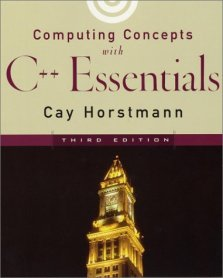 Computing Concepts
with
C++ Essentials
Cay Horstmann
THIRD EDITION